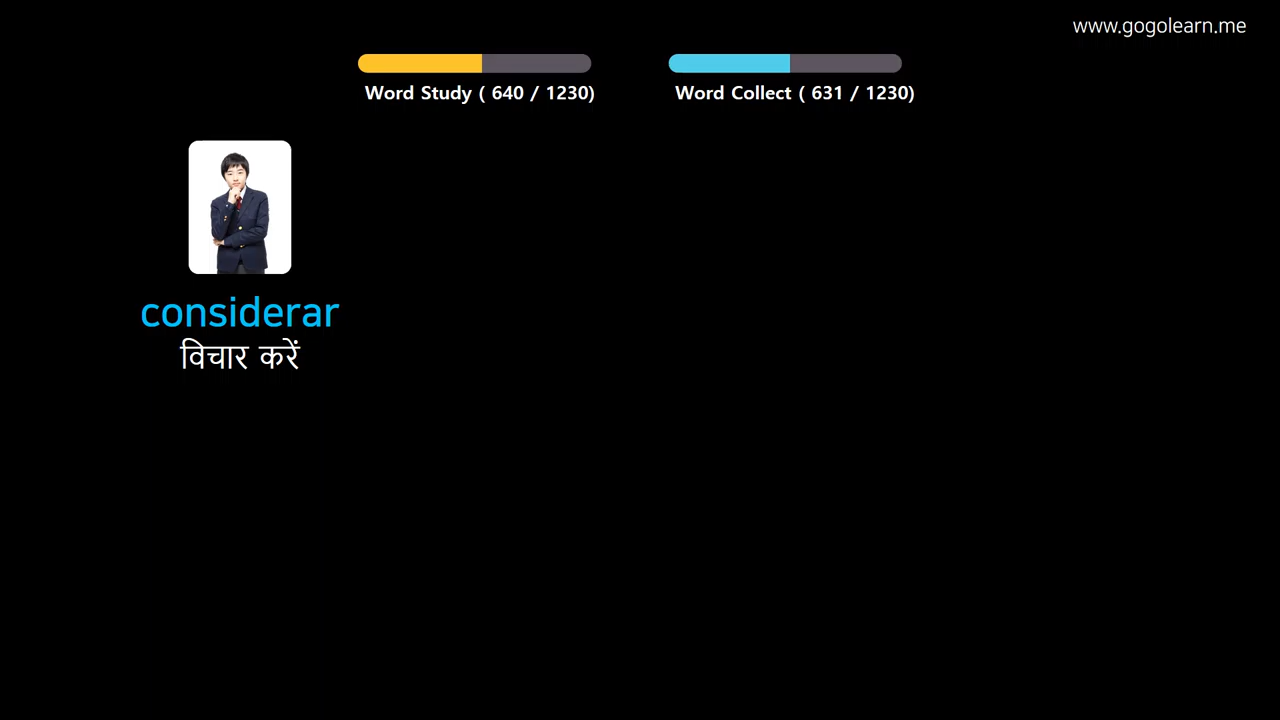 www.gogolearn.me
Word Study ( 640 / 1230)
Word Collect ( 631 / 1230)
considerar
विचार करें